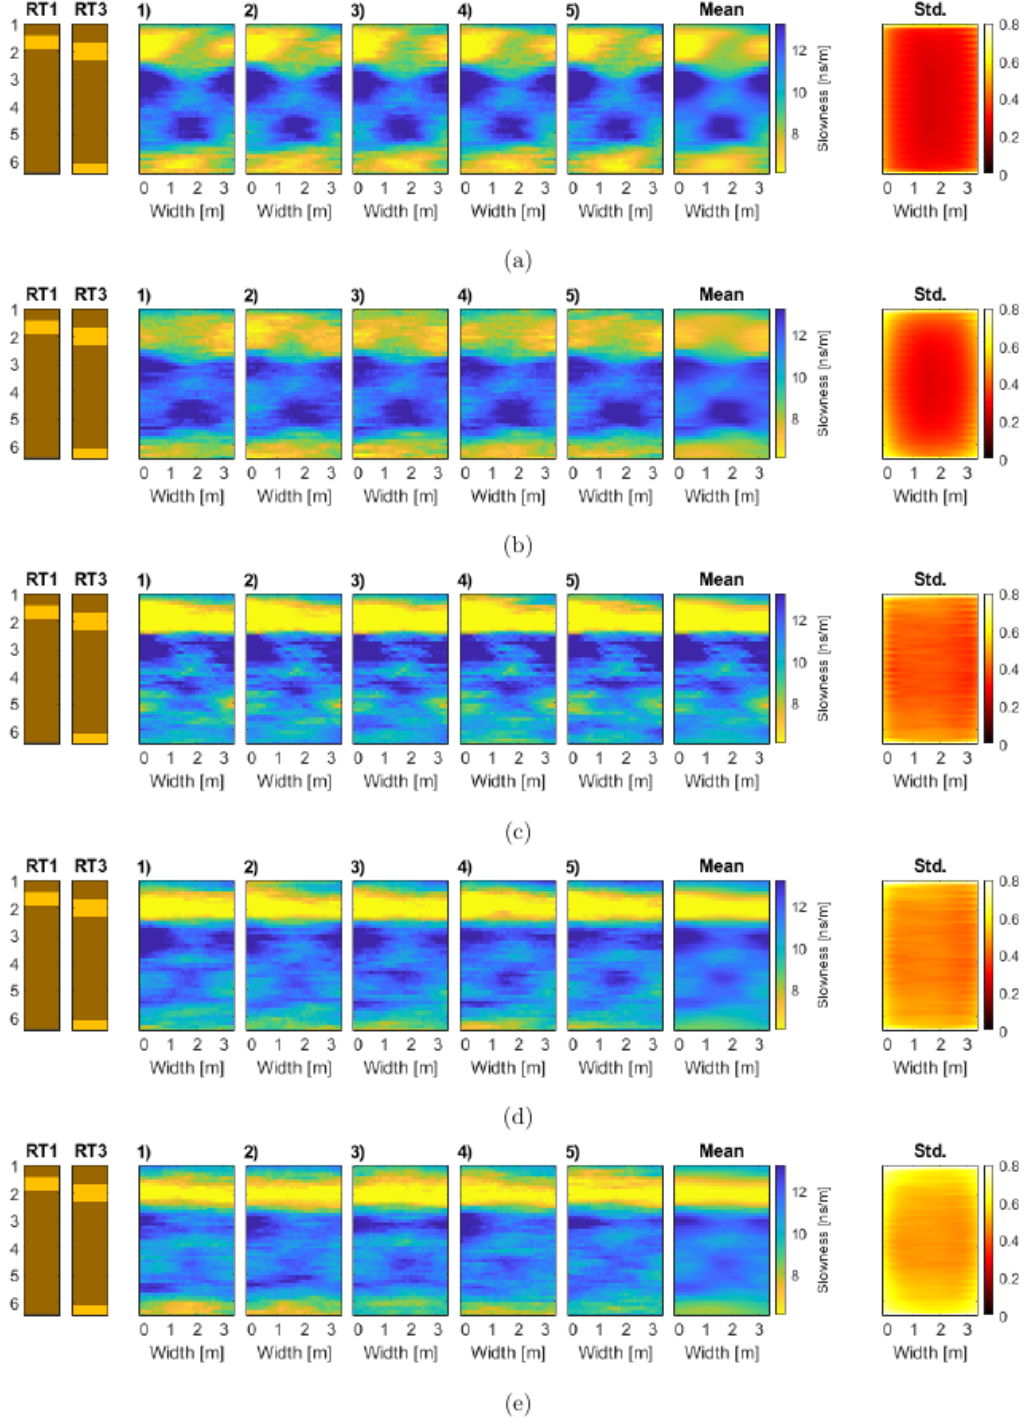 RT1 RT3 1) 2) 3) 4) 5) Mean Std.
1 2 3 4 5 6
12 10 8
Slowness [ns/m]
0.8 0.6 0.4 0.2 0
0 1 2 3 0 1 2 3 0 1 2 3 0 1 2 3 0 1 2 3 0 1 2 3 0 1 2 3
Width [m] Width [m] Width [m] Width [m] Width [m] Width [m] Width [m]
(a)
RT1 RT3 1) 2) 3) 4) 5) Mean Std.
1 2 3 4 5 6
12 10 8
Slowness [ns/m]
0.8 0.6 0.4 0.2 0
0 1 2 3 0 1 2 3 0 1 2 3 0 1 2 3 0 1 2 3 0 1 2 3 0 1 2 3
Width [m] Width [m] Width [m] Width [m] Width [m] Width [m] Width [m]
(b)
RT1 RT3 1) 2) 3) 4) 5) Mean Std.
1 2 3 4 5 6
12 10 8
Slowness [ns/m]
0.8 0.6 0.4 0.2 0
0 1 2 3 0 1 2 3 0 1 2 3 0 1 2 3 0 1 2 3 0 1 2 3 0 1 2 3
Width [m] Width [m] Width [m] Width [m] Width [m] Width [m] Width [m]
(c)
RT1 RT3 1) 2) 3) 4) 5) Mean Std.
1 2 3 4 5 6
12 10 8
Slowness [ns/m]
0.8 0.6 0.4 0.2 0
0 1 2 3 0 1 2 3 0 1 2 3 0 1 2 3 0 1 2 3 0 1 2 3 0 1 2 3
Width [m] Width [m] Width [m] Width [m] Width [m] Width [m] Width [m]
(d)
RT1 RT3 1) 2) 3) 4) 5) Mean Std.
1 2 3 4 5 6
12 10 8
Slowness [ns/m]
0.8 0.6 0.4 0.2 0
0 1 2 3 0 1 2 3 0 1 2 3 0 1 2 3 0 1 2 3 0 1 2 3 0 1 2 3
Width [m] Width [m] Width [m] Width [m] Width [m] Width [m] Width [m]
(e)